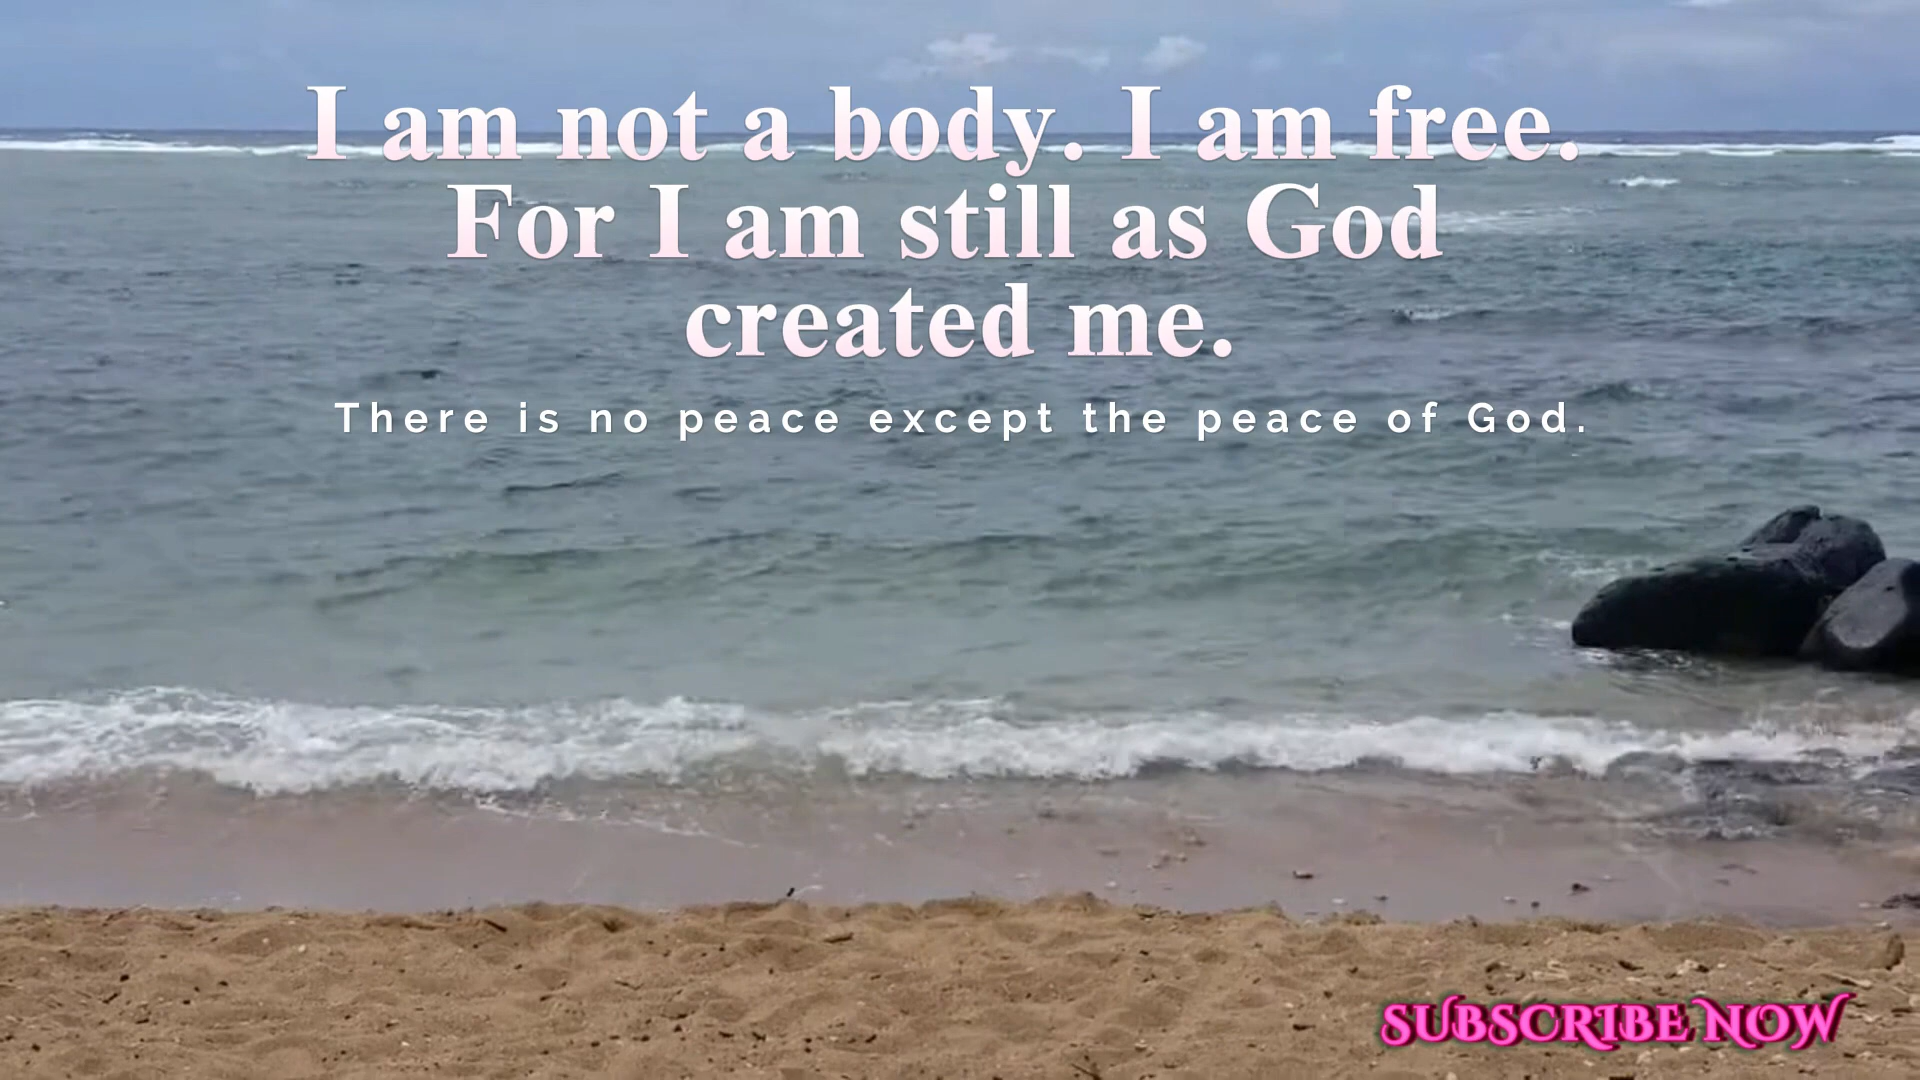 I am not a body. I am free.
For I am still as God
created me.
There is no peace except the peace of God.
SUBSCRIBE NOW